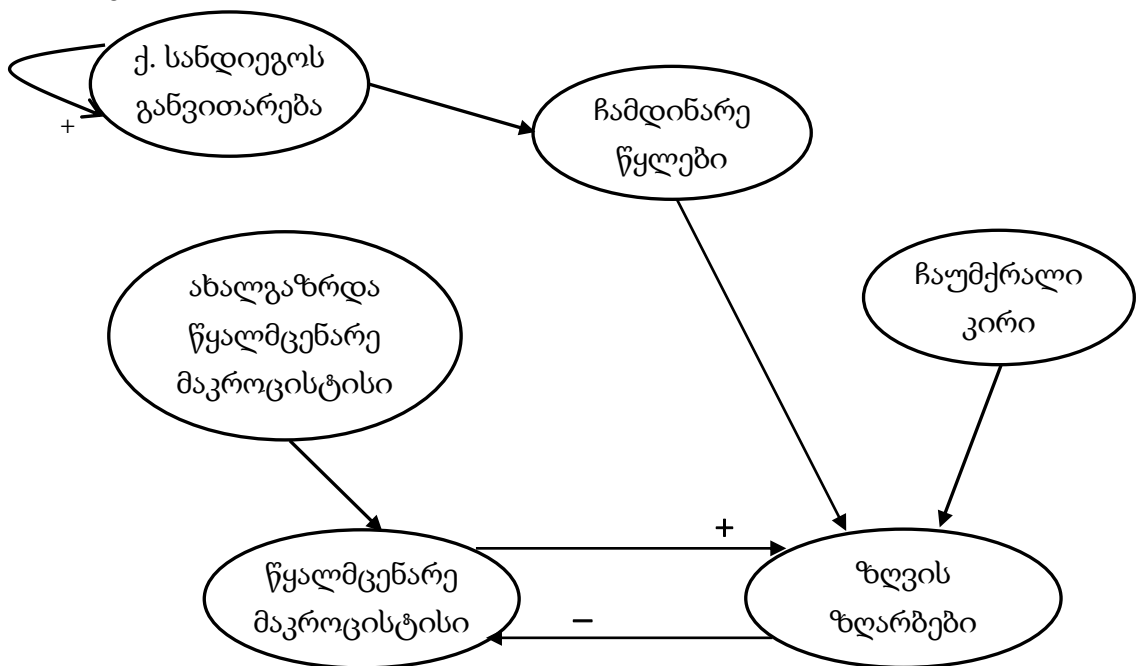 ქ. სანდიეგოს
განვითარება
+
ჩამდინარე
წყლები
ახალგაზრდა
წყალმცენარე
მაკროცისტისი
ჩაუმქრალი
კირი
+
წყალმცენარე
მაკროცისტისი
–
ზღვის
ზღარბები